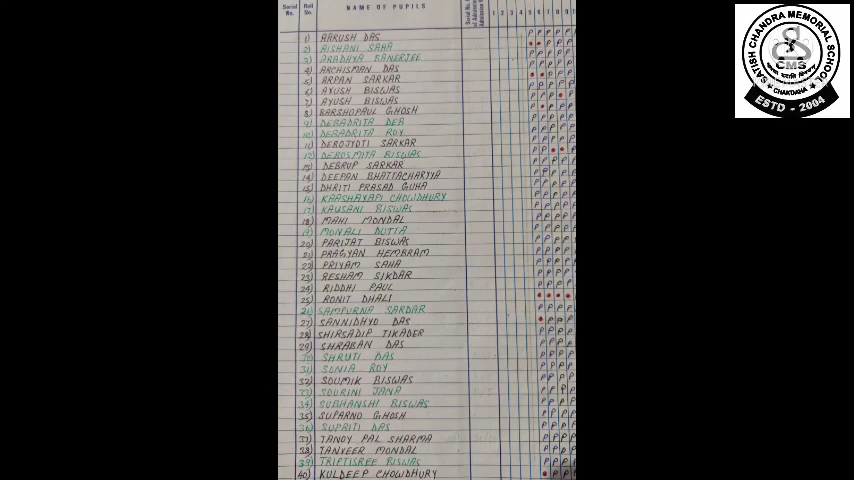 Serial No. Roll No. NAME OF PUPILS 1 2 3 4 5 6 7 8 9
1) AARUSH DAS
2) AISHANI SAHA
3) ARADHYA BANERJEE
4) ARCHISMAN DAS
5) ARPAN SARKAR
6) AYUSH BISWAS
7) AYUSH BISWAS
8) BARSHOPAUL GHOSH
9) DEBADRITA DEB
10) DEBADRITA ROY
11) DEBOJYOTI SARKAR
12) DEBOSMITA BISWAS
13) DEBRUP SARKAR
14) DEEPAN BHATTACHARYYA
15) DHRITI PRASAD GUHA
16) KAASHAYAPI CHOWDHURY
17) KAUSANI BISWAS
18) MAHI MONDAL
19) MONALI DUTTA
20) PARIJAT BISWAS
21) PRAGYAN HEMBRAM
22) PRIYAM SAHA
23) RESHAM SIKDAR
24) RIDDHI PAUL
25) RONIT DHALI
26) SAMPURNA SARDAR
27) SANNIDHYO DAS
28) SHIRSADIP TIKADER
29) SHRABAN DAS
30) SHRUTI DAS
31) SONIA ROY
32) SOUMIK BISWAS
33) SOURINI JANA
34) SUBHANSHI BISWAS
35) SUPARNO GHOSH
36) SUPRITI DAS
37) TANOY PAL SHARMA
38) TANVEER MONDAL
39) TRIPTISREE BISWAS
40) KULDEEP CHOWDHURY
SATISH CHANDRA MEMORIAL SCHOOL
CMS
CHAKDAHA
ESTD - 2004